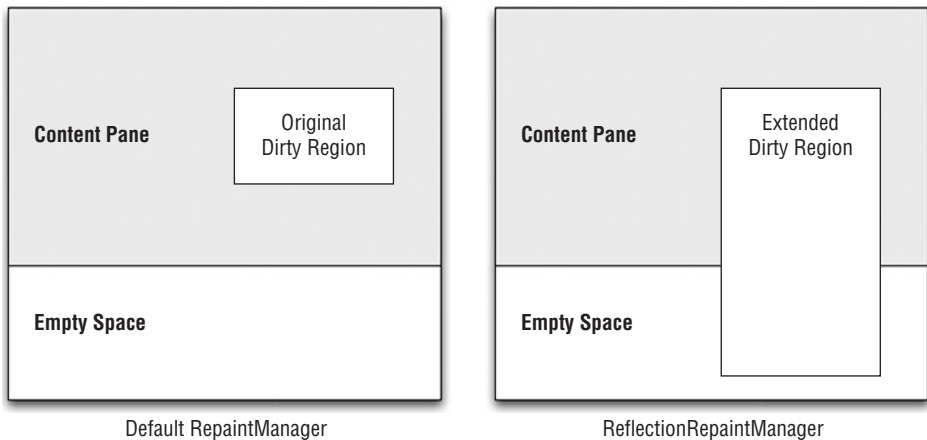 Content Pane
Original
Dirty Region
Empty Space
Default RepaintManager
Content Pane
Extended
Dirty Region
Empty Space
ReflectionRepaintManager